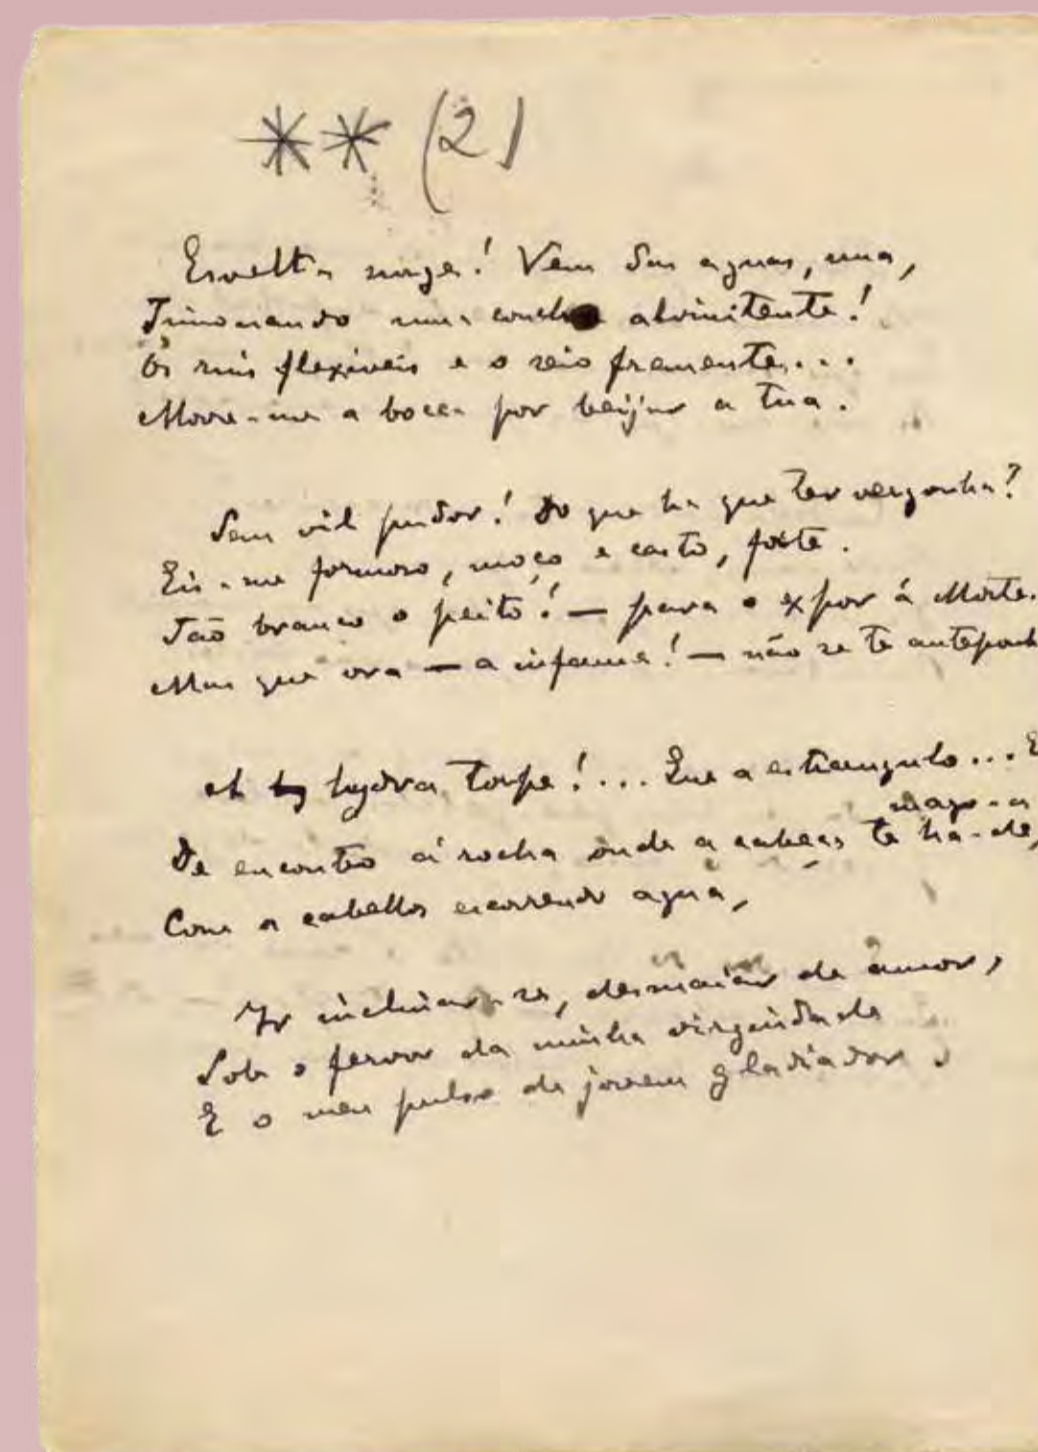 ** (2)
Esvelta surge! Vem das aguas, nua,
Timonando uma concha alvinitente!
Os rins flexiveis e o seio fremente...
Morre-me a bocca por beijar a tua.
Sem vil pudor! Do que ha que ter vergonha?
Eis-me formoso, moço e casto, forte.
Tão branco o peito! — para o expor á Morte.
Mas que ora — a infame! — não se te anteponh
A hydra torpe!... Que a estrangulo... E
mago-a
De encontro á rocha onde a cabeça te ha-de,
Com os cabellos escorrendo agua,
Ir inclinar-se, desmaiar de amor,
Sob o fervor da minha virgindade
E o meu pulso de jovem gladiador.